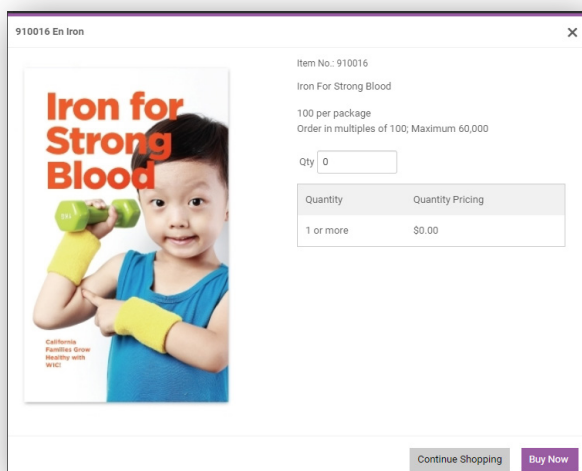 910016 En Iron
Item No.: 910016
Iron For Strong Blood
100 per package
Order in multiples of 100; Maximum 60,000
Qty 0
Quantity Quantity Pricing
1 or more $0.00
Iron for
Strong
Blood
California
Families Grow
Healthy with
WIC!
Continue Shopping Buy Now